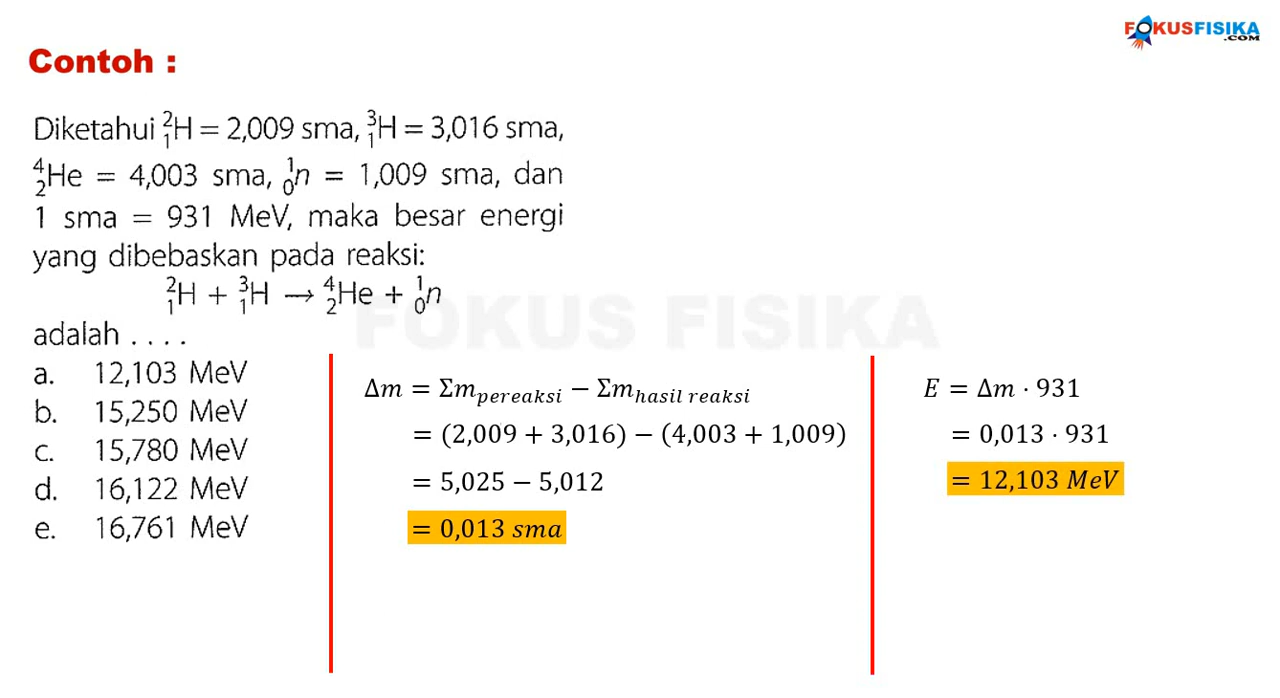 FOKUSFISIKA
.COM
Contoh :
Diketahui ²₁H = 2,009 sma, ³₁H = 3,016 sma,
⁴₂He = 4,003 sma, ¹₀n = 1,009 sma, dan
1 sma = 931 MeV, maka besar energi
yang dibebaskan pada reaksi:
²₁H + ³₁H → ⁴₂He + ¹₀n
adalah . . . .
FOKUS FISIKA
a. 12,103 MeV
b. 15,250 MeV
c. 15,780 MeV
d. 16,122 MeV
e. 16,761 MeV
Δm = Σm_pereaksi − Σm_hasil reaksi
= (2,009 + 3,016) − (4,003 + 1,009)
= 5,025 − 5,012
= 0,013 sma
E = Δm · 931
= 0,013 · 931
= 12,103 MeV